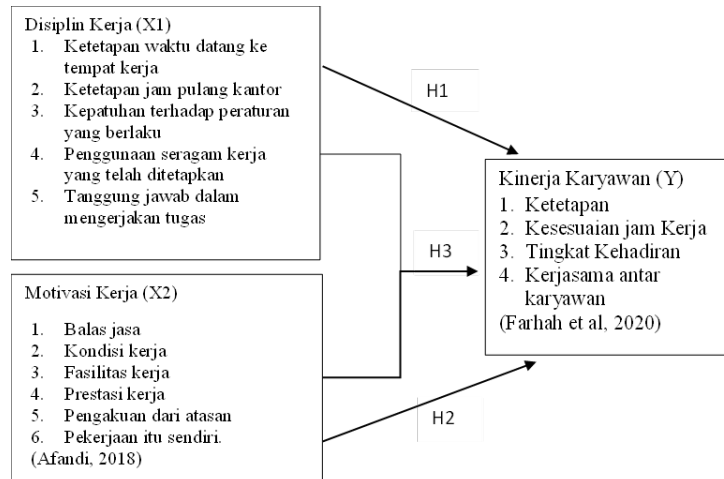 Disiplin Kerja (X1)
1. Ketetapan waktu datang ke
tempat kerja
2. Ketetapan jam pulang kantor
3. Kepatuhan terhadap peraturan
yang berlaku
4. Penggunaan seragam kerja
yang telah ditetapkan
5. Tanggung jawab dalam
mengerjakan tugas
Motivasi Kerja (X2)
1. Balas jasa
2. Kondisi kerja
3. Fasilitas kerja
4. Prestasi kerja
5. Pengakuan dari atasan
6. Pekerjaan itu sendiri.
(Afandi, 2018)
H1
H3
H2
Kinerja Karyawan (Y)
1. Ketetapan
2. Kesesuaian jam Kerja
3. Tingkat Kehadiran
4. Kerjasama antar
karyawan
(Farhah et al, 2020)